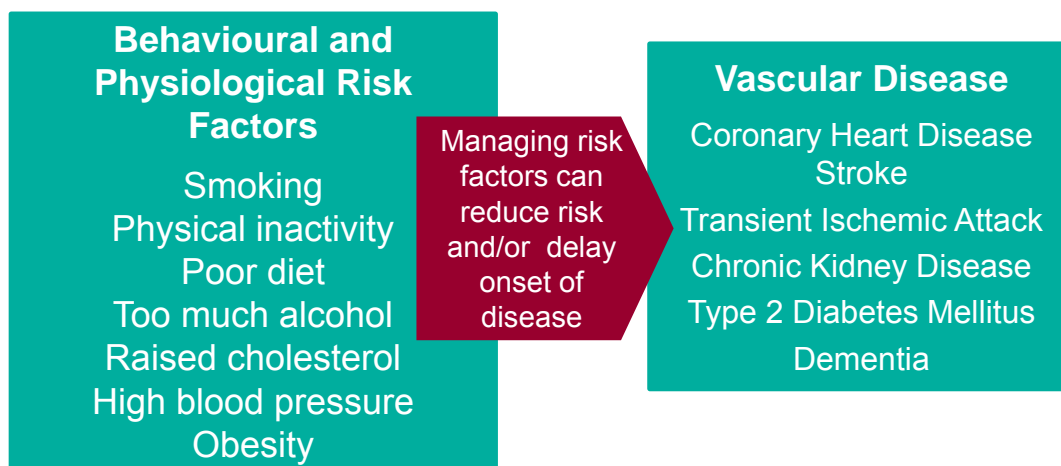 Behavioural and
Physiological Risk
Factors
Smoking
Physical inactivity
Poor diet
Too much alcohol
Raised cholesterol
High blood pressure
Obesity
Managing risk
factors can
reduce risk
and/or delay
onset of
disease
Vascular Disease
Coronary Heart Disease
Stroke
Transient Ischemic Attack
Chronic Kidney Disease
Type 2 Diabetes Mellitus
Dementia